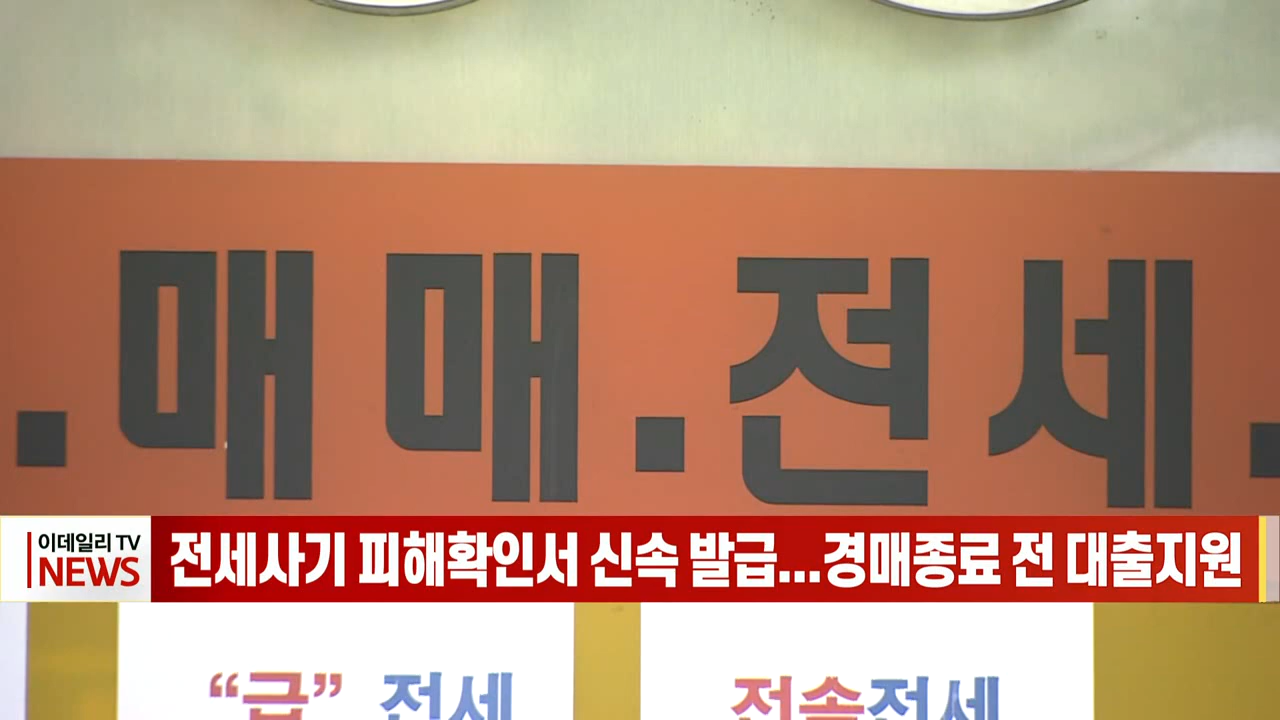 .매매.전세.
이데일리 TV
NEWS
전세사기 피해확인서 신속 발급...경매종료 전 대출지원
“급” 전세
전속전세